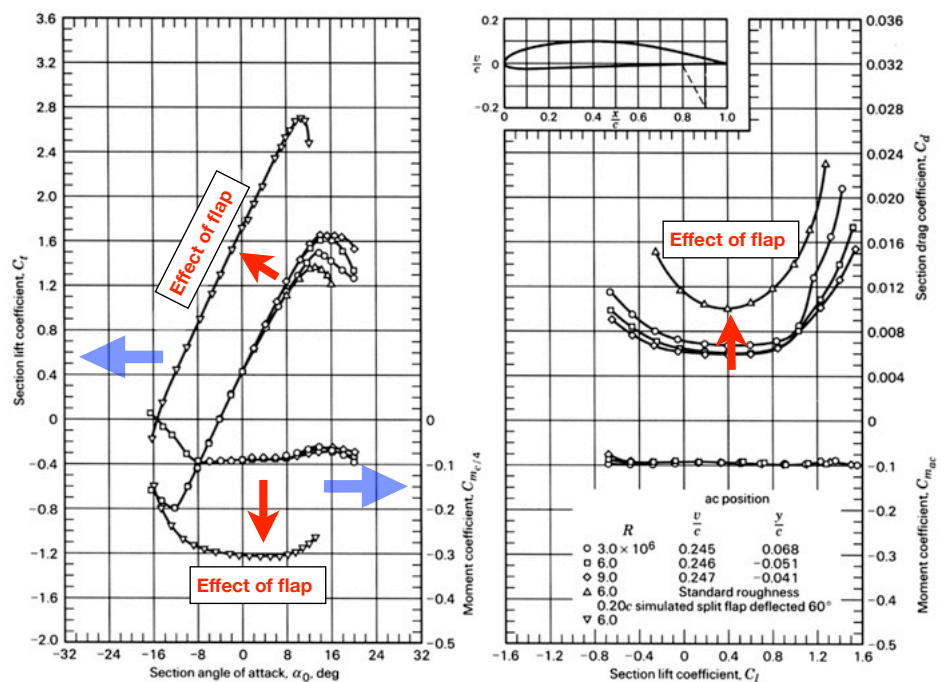 3.6
3.2
2.8
2.4
2.0
1.6
1.2
0.8
0.4
0
−0.4
−0.8
−1.2
−1.6
−2.0
Section lift coefficient, C_l
−32 −24 −16 −8 0 8 16 24 32
Section angle of attack, α₀, deg
0
−0.1
−0.2
−0.3
−0.4
−0.5
Moment coefficient, C_m_c/4
Effect of flap
Effect of flap
0.2
0
−0.2
0.0 0.2 0.4 0.6 0.8 1.0
x/c
Effect of flap
0.036
0.032
0.028
0.024
0.020
0.016
0.012
0.008
0.004
0
−0.1
−0.2
−0.3
−0.4
−0.5
Section drag coefficient, C_d
Moment coefficient, C_m_ac
ac position
R v/c y/c
3.0 × 10⁶ 0.245 0.068
6.0 0.246 −0.051
9.0 0.247 −0.041
6.0 Standard roughness
0.20c simulated split flap deflected 60°
6.0
−1.6 −1.2 −0.8 −0.4 0.0 0.4 0.8 1.2 1.6
Section lift coefficient, C_l